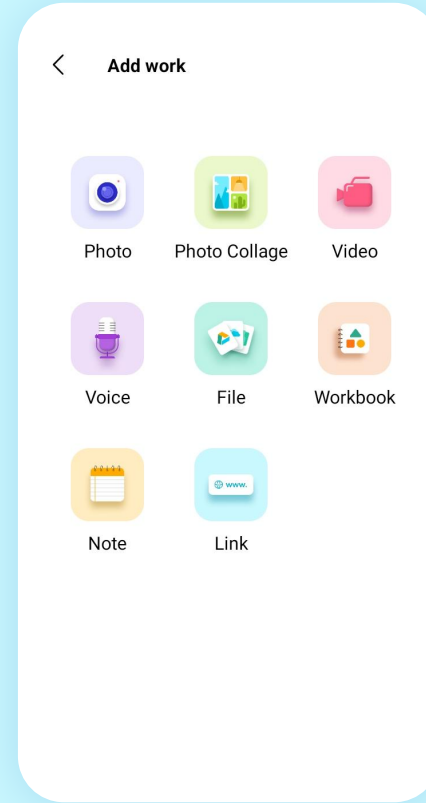 Add work
Photo Photo Collage Video
Voice File Workbook
www.
Note Link